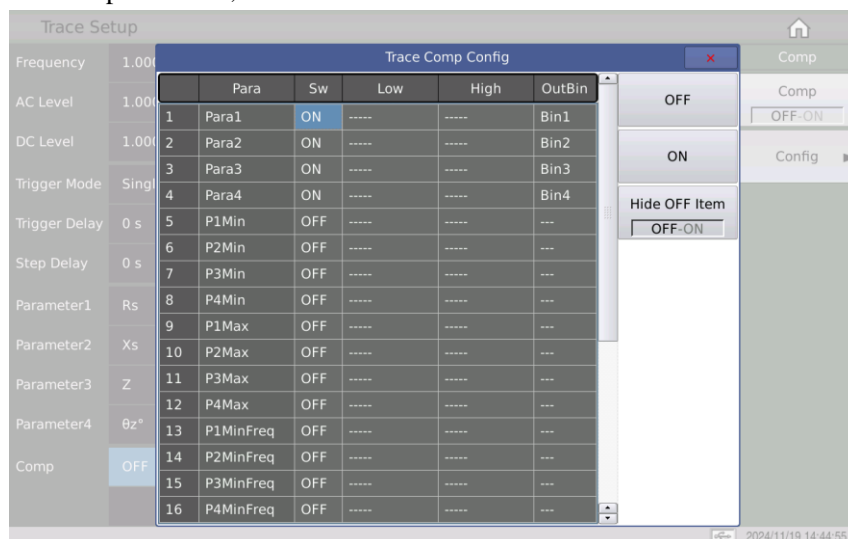 Trace Setup
Trace Comp Config
Comp
Para Sw Low High OutBin
1 Para1 ON ----- ----- Bin1
2 Para2 ON ----- ----- Bin2
3 Para3 ON ----- ----- Bin3
4 Para4 ON ----- ----- Bin4
5 P1Min OFF ----- ----- ---
6 P2Min OFF ----- ----- ---
7 P3Min OFF ----- ----- ---
8 P4Min OFF ----- ----- ---
9 P1Max OFF ----- ----- ---
10 P2Max OFF ----- ----- ---
11 P3Max OFF ----- ----- ---
12 P4Max OFF ----- ----- ---
13 P1MinFreq OFF ----- ----- ---
14 P2MinFreq OFF ----- ----- ---
15 P3MinFreq OFF ----- ----- ---
16 P4MinFreq OFF ----- ----- ---
OFF
ON
Hide OFF Item
OFF-ON
Frequency 1.000
AC Level 1.000
DC Level 1.000
Trigger Mode
Trigger Delay 0 s
Step Delay 0 s
Parameter1 Rs
Parameter2 Xs
Parameter3 Z
Parameter4 θz°
Comp OFF
Comp
OFF-ON
Config
2024/11/19 14:44:55